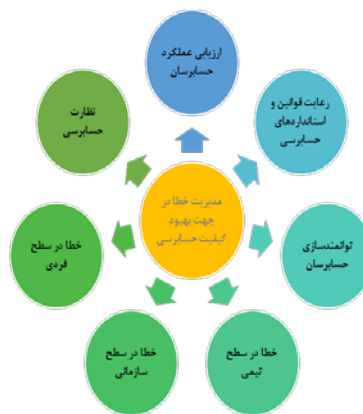 ارزیابی عملکرد
حسابرسان
رعایت قوانین و
استانداردهای
حسابرسی
توانمندسازی
حسابرسان
خطا در سطح
تیمی
خطا در سطح
سازمانی
خطا در سطح
فردی
نظارت
حسابرسی
مدیریت خطا در
جهت بهبود
کیفیت حسابرسی